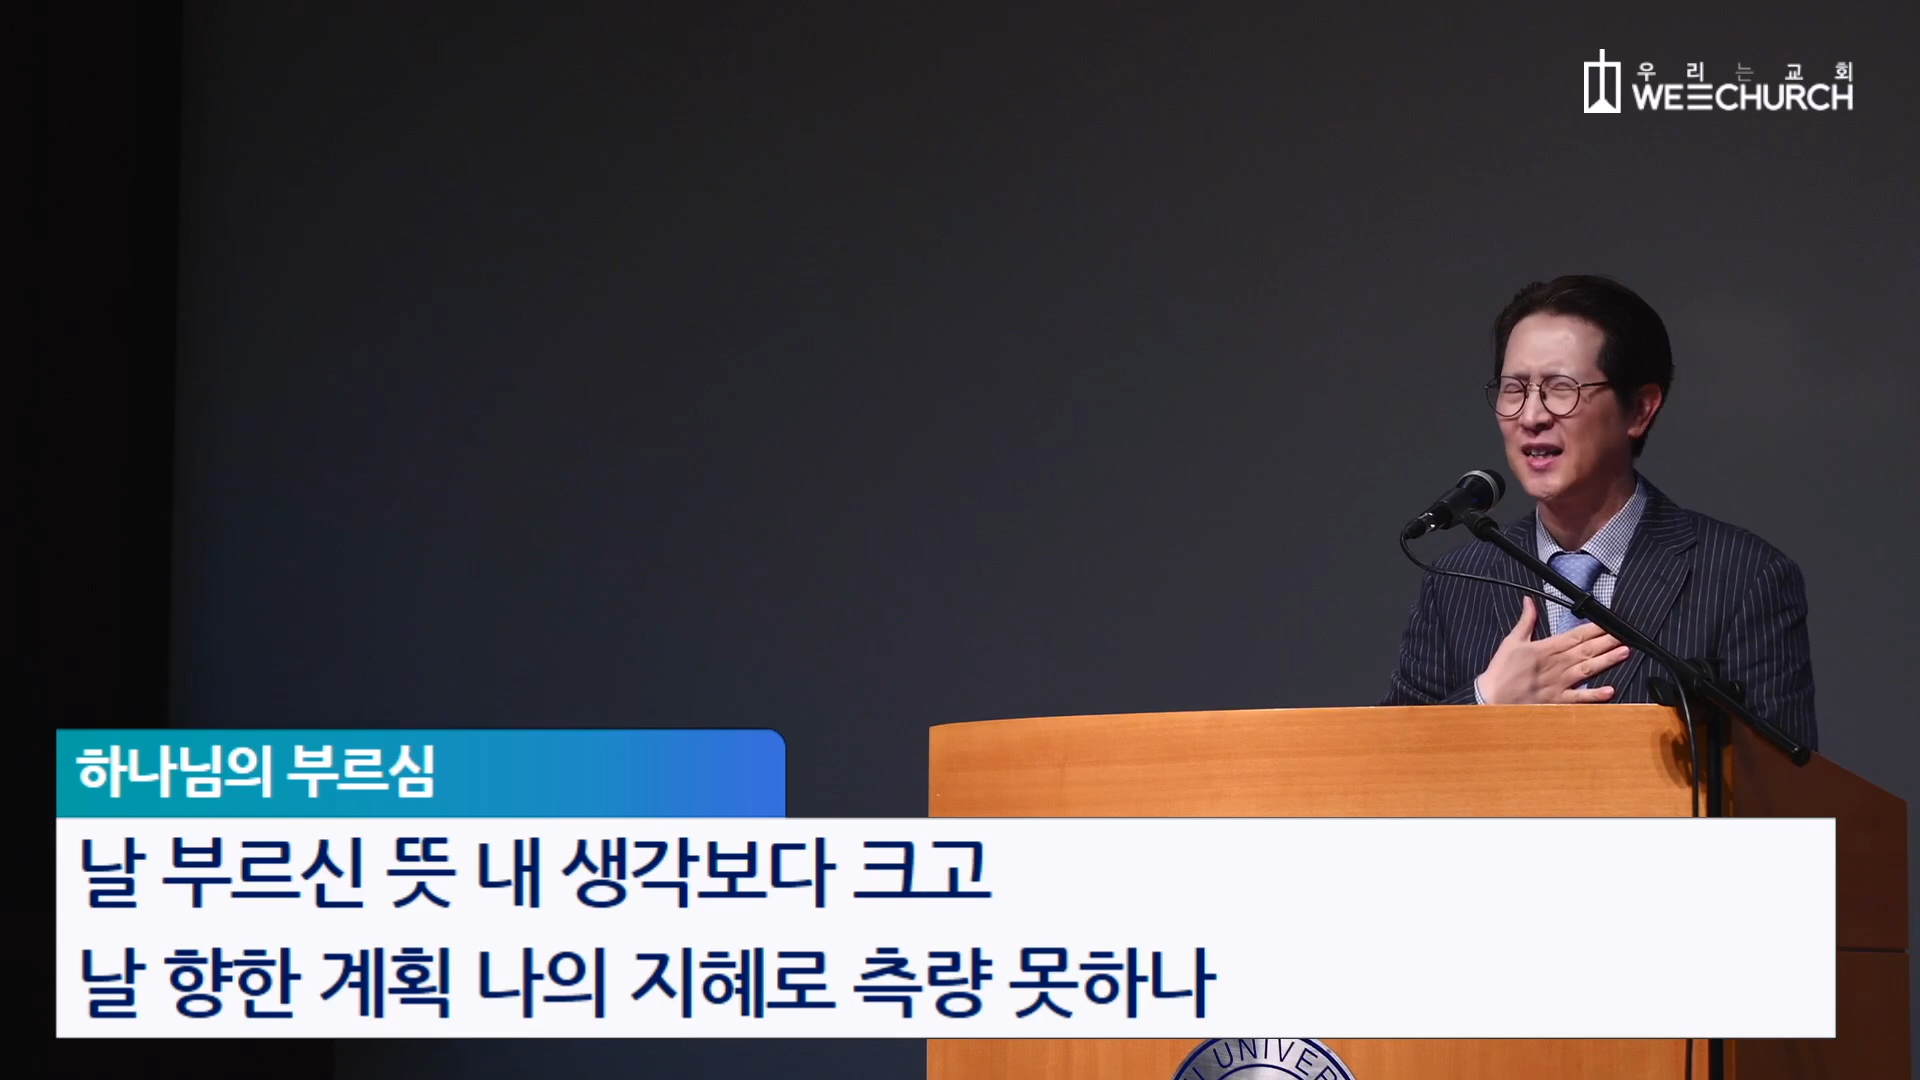 우리는교회
WECHURCH
하나님의 부르심
날 부르신 뜻 내 생각보다 크고
날 향한 계획 나의 지혜로 측량 못하나
UNIVER